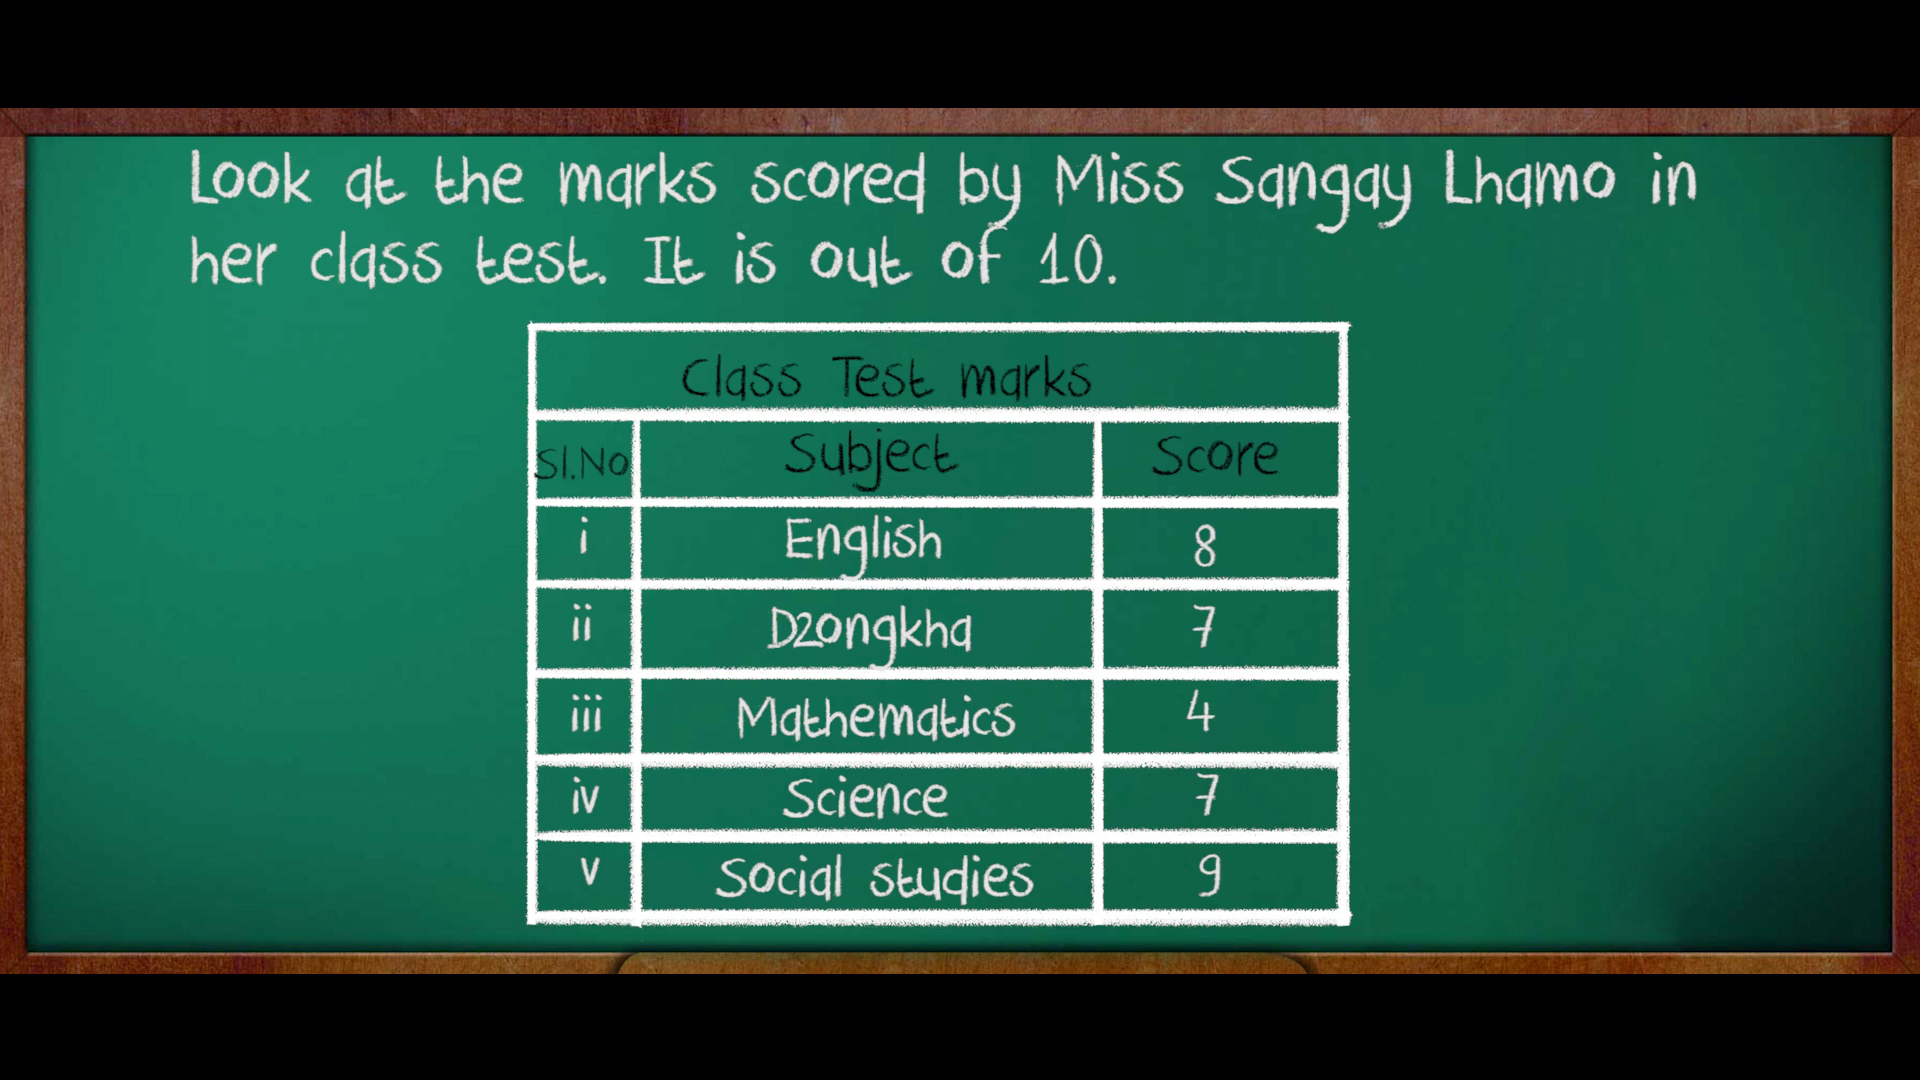 Look at the marks scored by Miss Sangay Lhamo in
her class test. It is out of 10.
Class Test marks
Sl.No Subject Score
i English 8
ii Dzongkha 7
iii Mathematics 4
iv Science 7
v Social studies 9